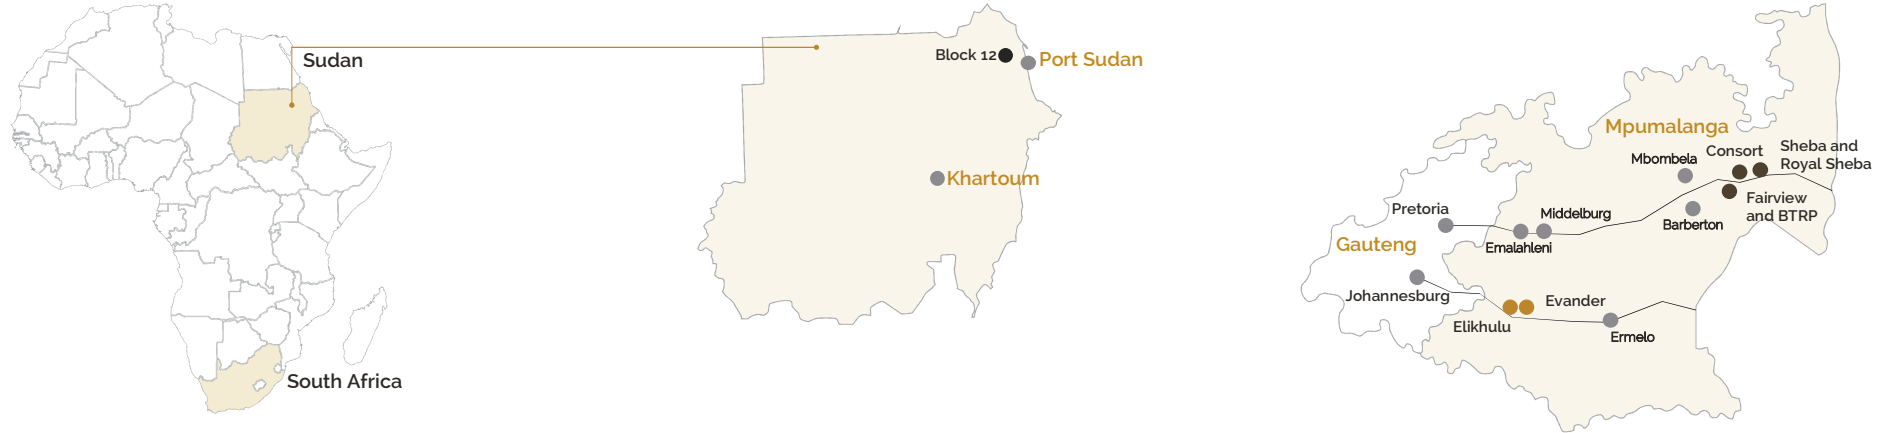 Sudan
South Africa
Block 12
Port Sudan
Khartoum
Mpumalanga
Mbombela
Consort
Sheba and
Royal Sheba
Fairview
and BTRP
Barberton
Pretoria
Middelburg
Emalahleni
Gauteng
Johannesburg
Evander
Elikhulu
Ermelo